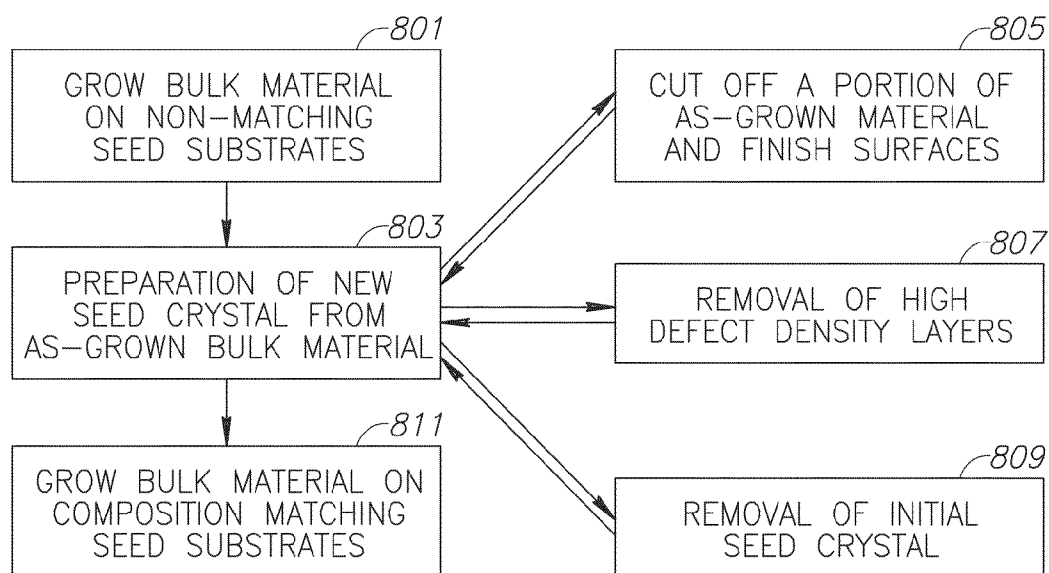 801
GROW BULK MATERIAL
ON NON-MATCHING
SEED SUBSTRATES
803
PREPARATION OF NEW
SEED CRYSTAL FROM
AS-GROWN BULK MATERIAL
811
GROW BULK MATERIAL ON
COMPOSITION MATCHING
SEED SUBSTRATES
805
CUT OFF A PORTION OF
AS-GROWN MATERIAL
AND FINISH SURFACES
807
REMOVAL OF HIGH
DEFECT DENSITY LAYERS
809
REMOVAL OF INITIAL
SEED CRYSTAL